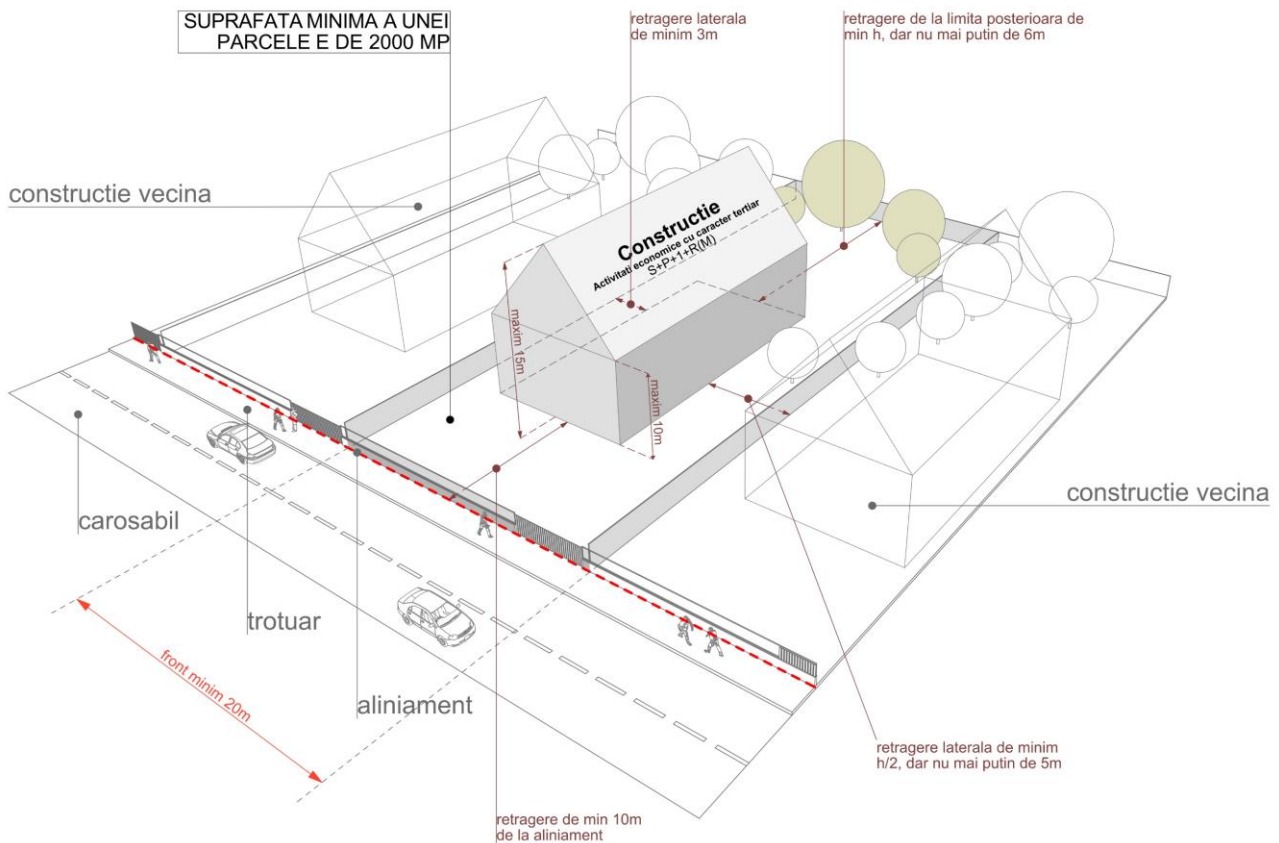 SUPRAFATA MINIMA A UNEI
PARCELE E DE 2000 MP
retragere laterala
de minim 3m
retragere de la limita posterioara de
min h, dar nu mai putin de 6m
constructie vecina
Constructie
Activitati economice cu caracter tertiar
S+P+1+R(M)
maxim 15m
maxim 10m
constructie vecina
carosabil
trotuar
aliniament
front minim 20m
retragere laterala de minim
h/2, dar nu mai putin de 5m
retragere de min 10m
de la aliniament